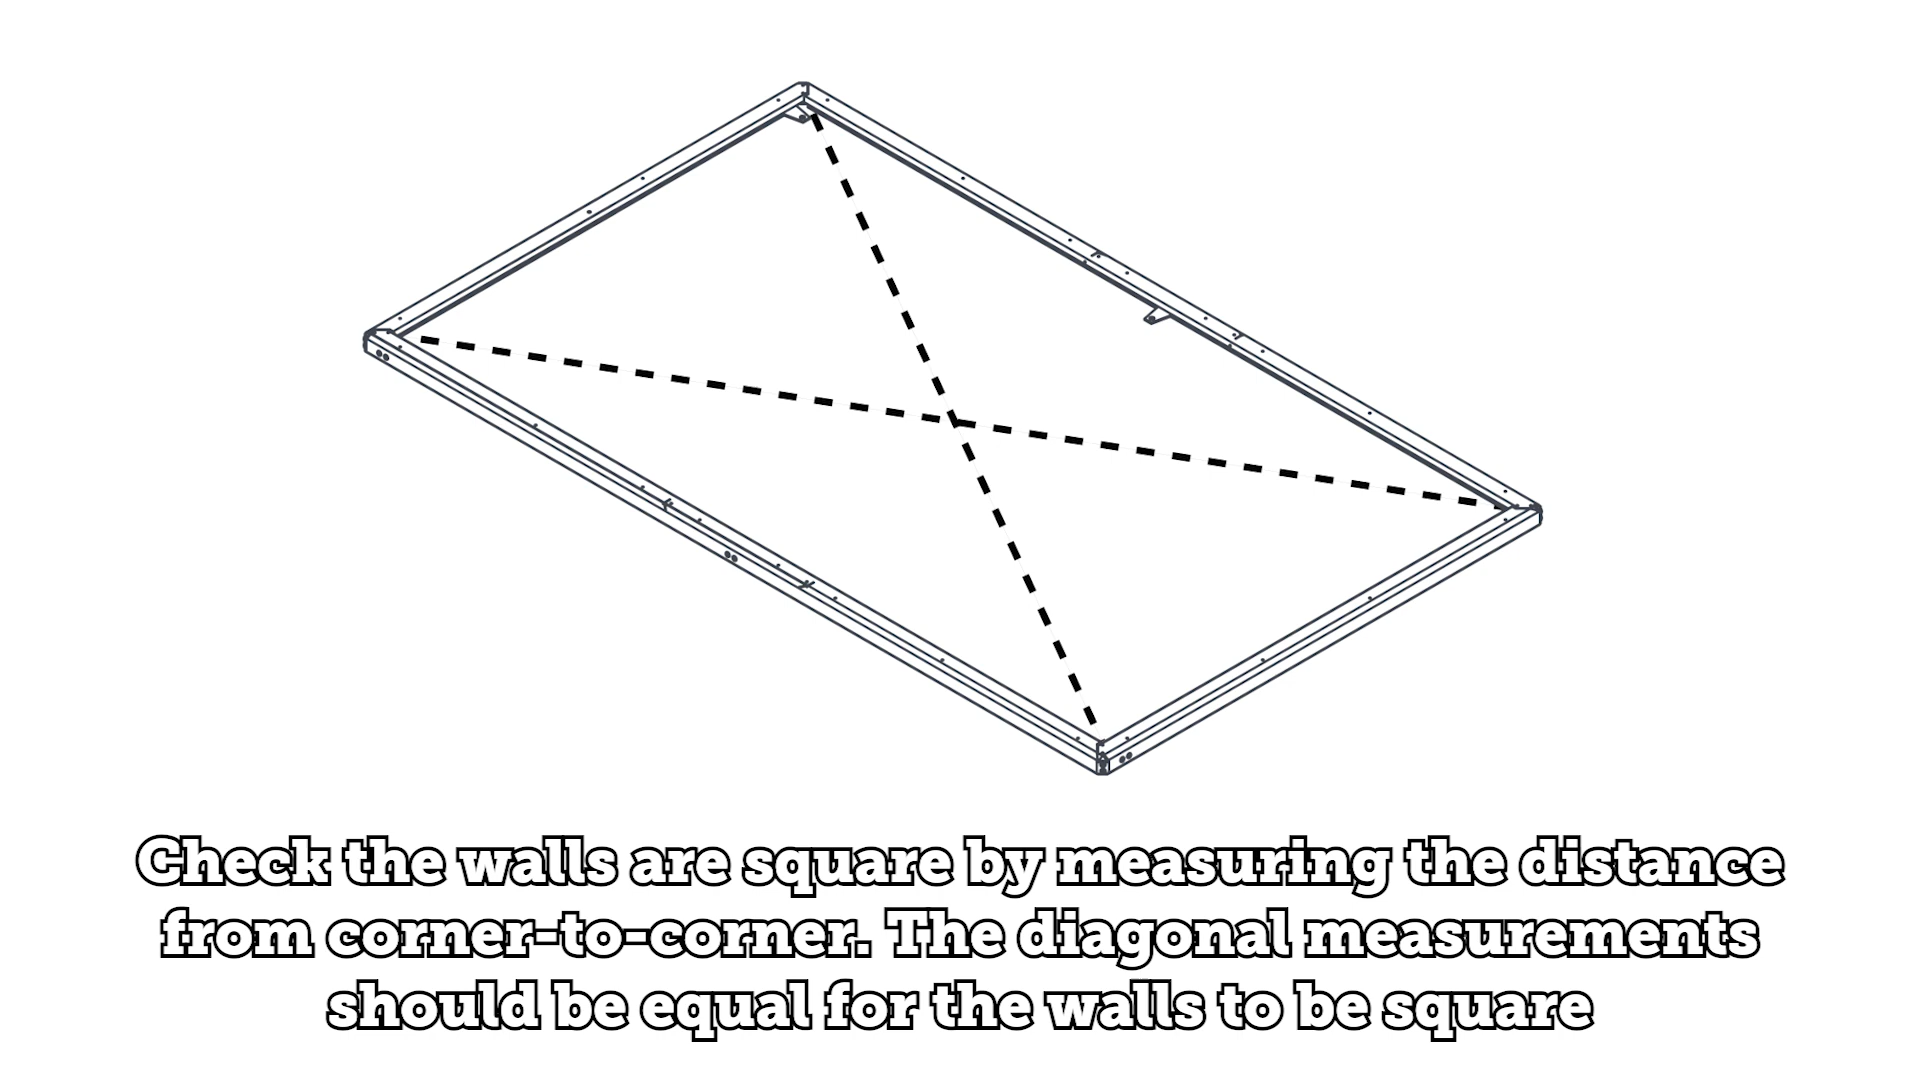 Check the walls are square by measuring the distance
from corner-to-corner. The diagonal measurements
should be equal for the walls to be square